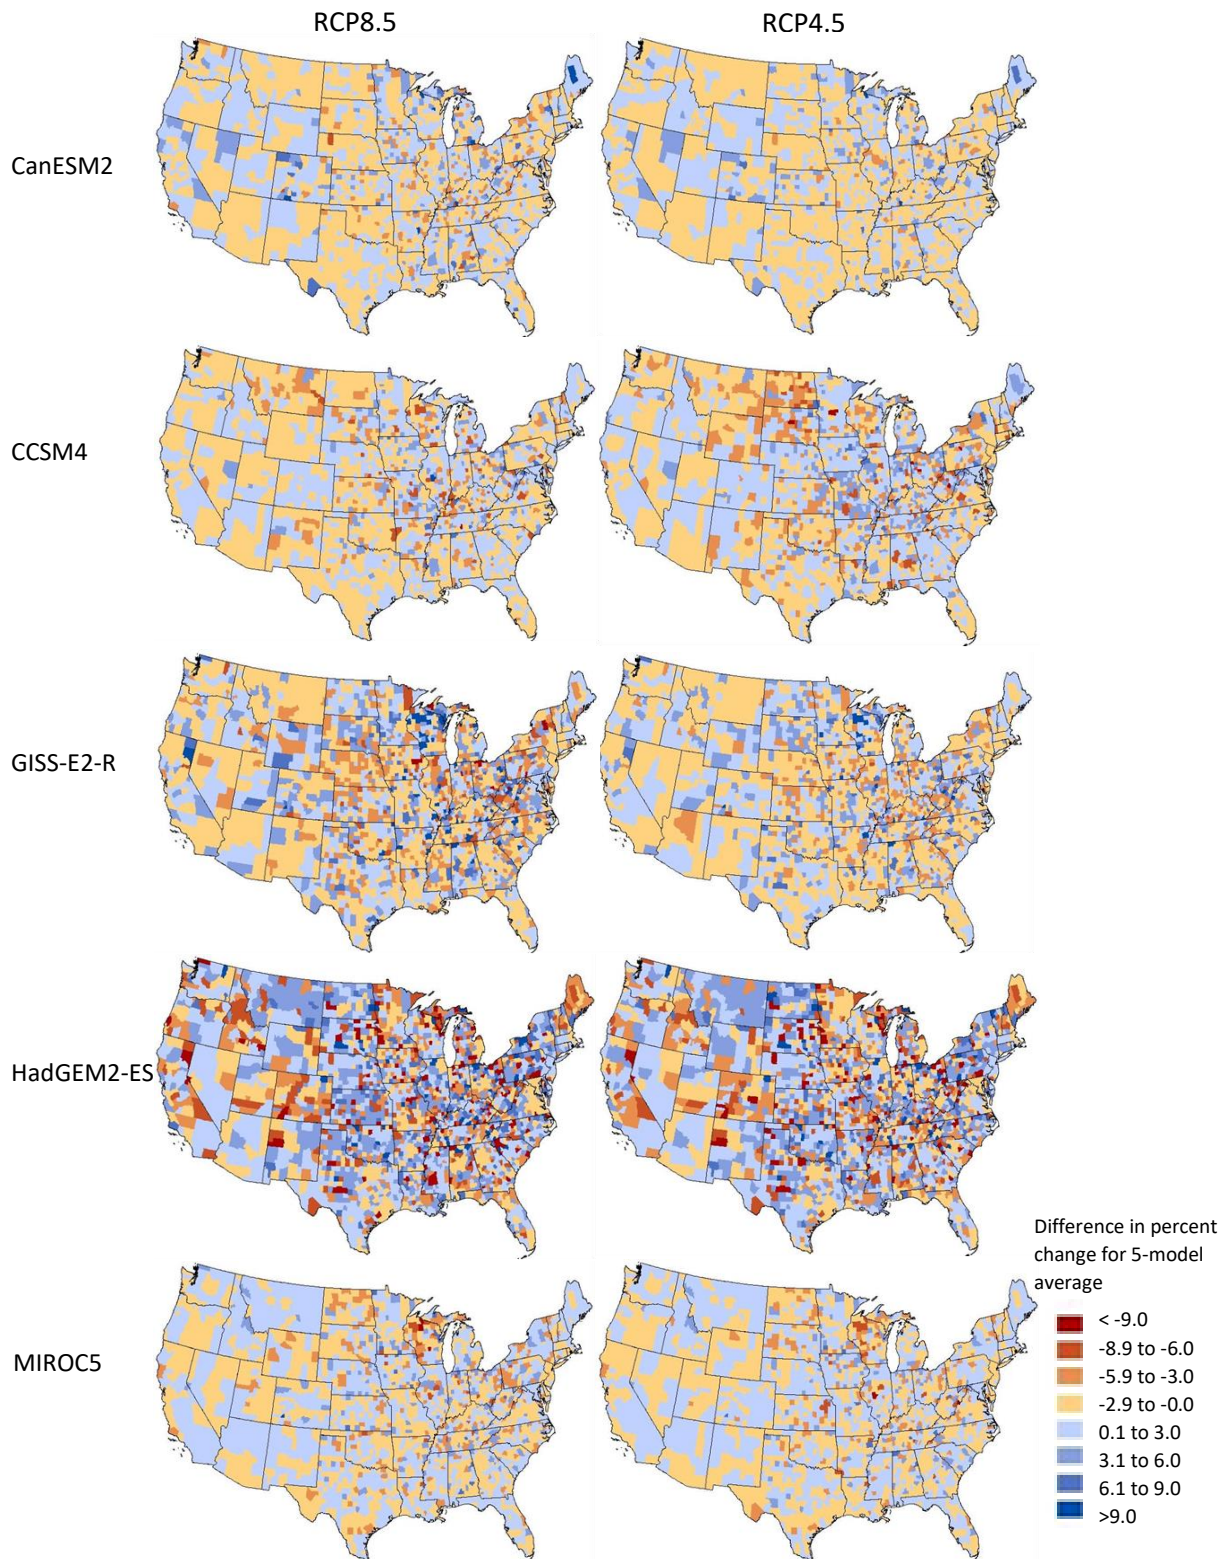 RCP8.5
RCP4.5
CanESM2
CCSM4
GISS-E2-R
HadGEM2-ES
MIROC5
Difference in percent
change for 5-model
average
< -9.0
-8.9 to -6.0
-5.9 to -3.0
-2.9 to -0.0
0.1 to 3.0
3.1 to 6.0
6.1 to 9.0
>9.0